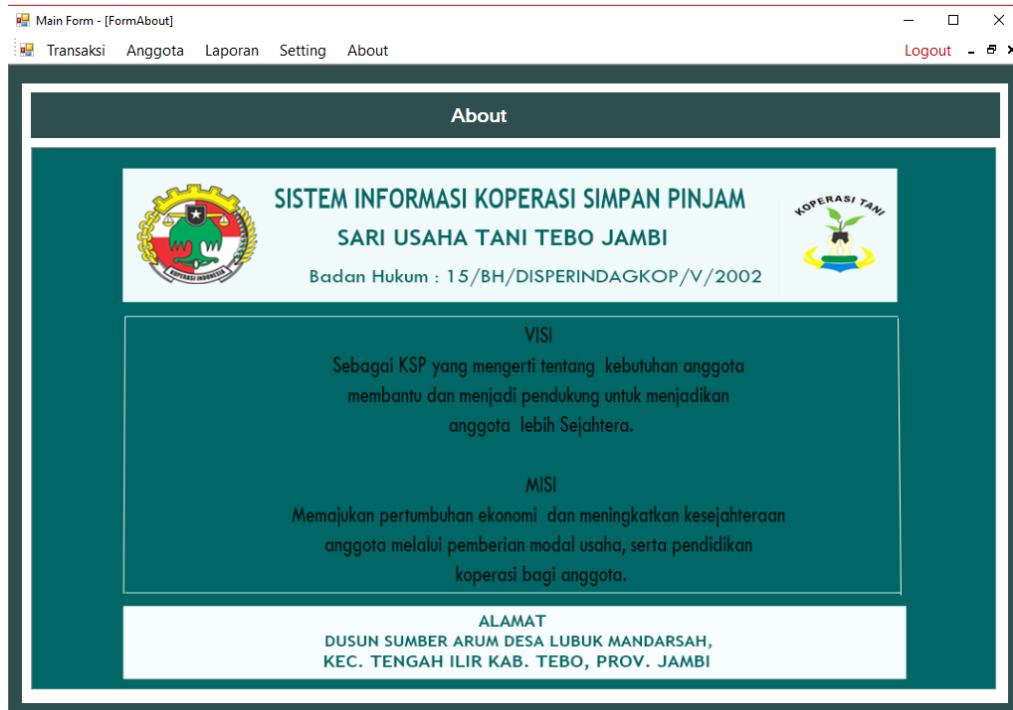 Main Form - [FormAbout]
Transaksi Anggota Laporan Setting About Logout
About
SISTEM INFORMASI KOPERASI SIMPAN PINJAM
SARI USAHA TANI TEBO JAMBI
Badan Hukum : 15/BH/DISPERINDAGKOP/V/2002
KOPERASI INDONESIA
KOPERASI TANI
VISI
Sebagai KSP yang mengerti tentang kebutuhan anggota
membantu dan menjadi pendukung untuk menjadikan
anggota lebih Sejahtera.
MISI
Memajukan pertumbuhan ekonomi dan meningkatkan kesejahteraan
anggota melalui pemberian modal usaha, serta pendidikan
koperasi bagi anggota.
ALAMAT
DUSUN SUMBER ARUM DESA LUBUK MANDARSAH,
KEC. TENGAH ILIR KAB. TEBO, PROV. JAMBI